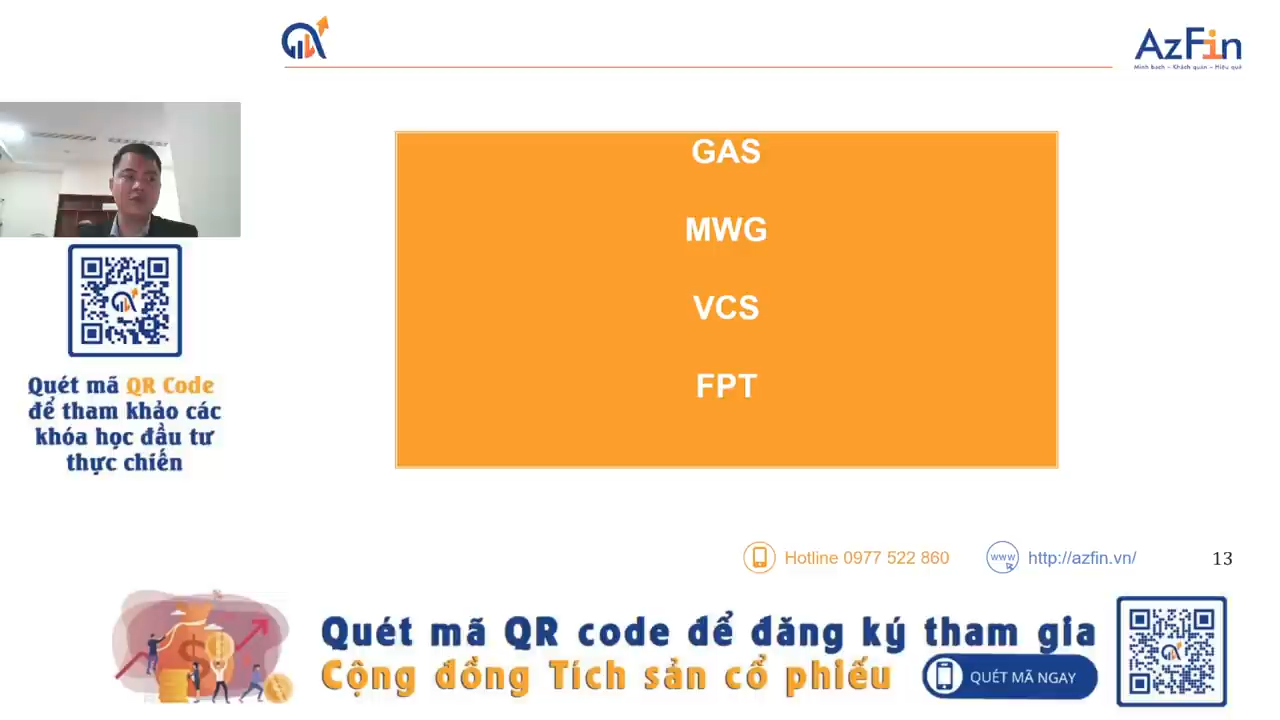 AzFin
Minh bạch – Khách quan – Hiệu quả
GAS
MWG
VCS
FPT
Quét mã QR Code
để tham khảo các
khóa học đầu tư
thực chiến
Hotline 0977 522 860
www
http://azfin.vn/
13
Quét mã QR code để đăng ký tham gia
Cộng đồng Tích sản cổ phiếu
QUÉT MÃ NGAY